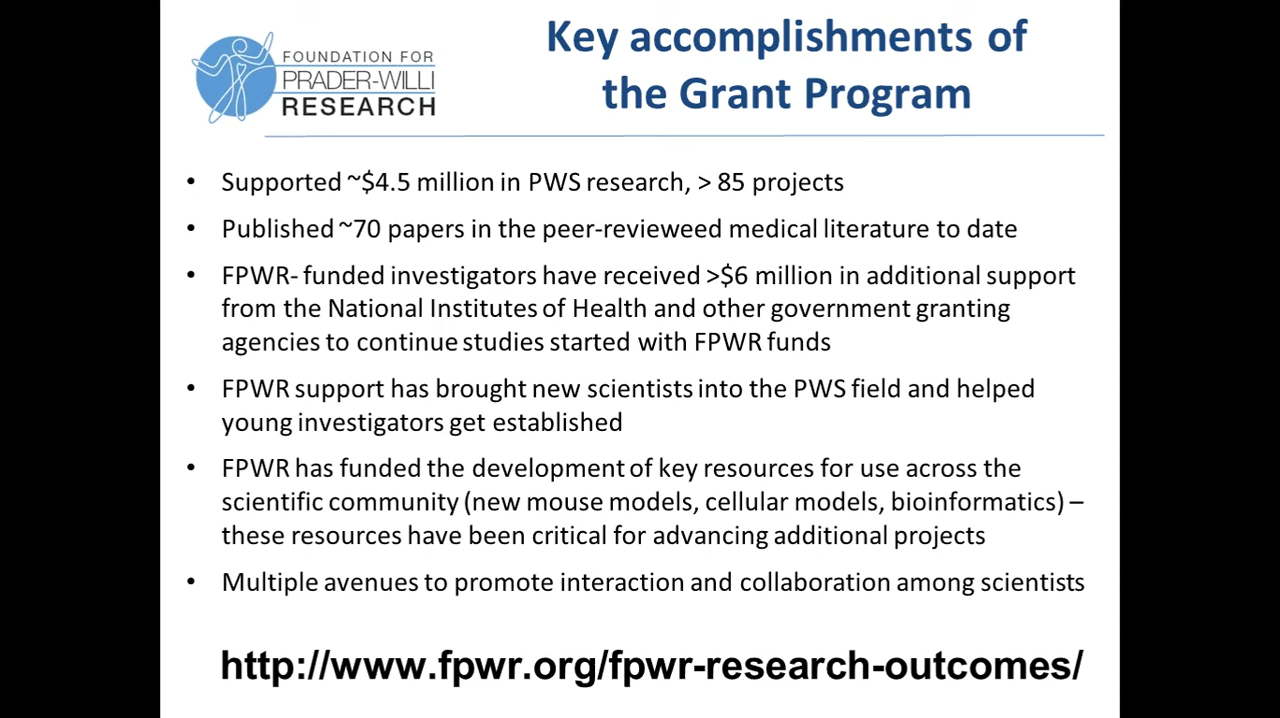 FOUNDATION FOR
PRADER-WILLI
RESEARCH
Key accomplishments of
the Grant Program
• Supported ~$4.5 million in PWS research, > 85 projects
• Published ~70 papers in the peer-revieweed medical literature to date
• FPWR- funded investigators have received >$6 million in additional support
from the National Institutes of Health and other government granting
agencies to continue studies started with FPWR funds
• FPWR support has brought new scientists into the PWS field and helped
young investigators get established
• FPWR has funded the development of key resources for use across the
scientific community (new mouse models, cellular models, bioinformatics) –
these resources have been critical for advancing additional projects
• Multiple avenues to promote interaction and collaboration among scientists
http://www.fpwr.org/fpwr-research-outcomes/